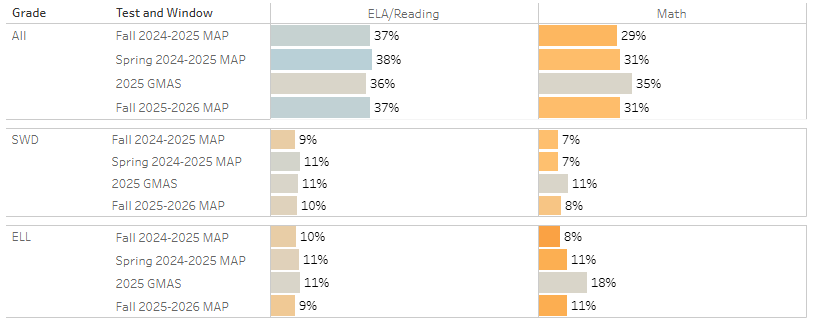 Grade Test and Window ELA/Reading Math
All Fall 2024-2025 MAP 37% 29%
Spring 2024-2025 MAP 38% 31%
2025 GMAS 36% 35%
Fall 2025-2026 MAP 37% 31%
SWD Fall 2024-2025 MAP 9% 7%
Spring 2024-2025 MAP 11% 7%
2025 GMAS 11% 11%
Fall 2025-2026 MAP 10% 8%
ELL Fall 2024-2025 MAP 10% 8%
Spring 2024-2025 MAP 11% 11%
2025 GMAS 11% 18%
Fall 2025-2026 MAP 9% 11%